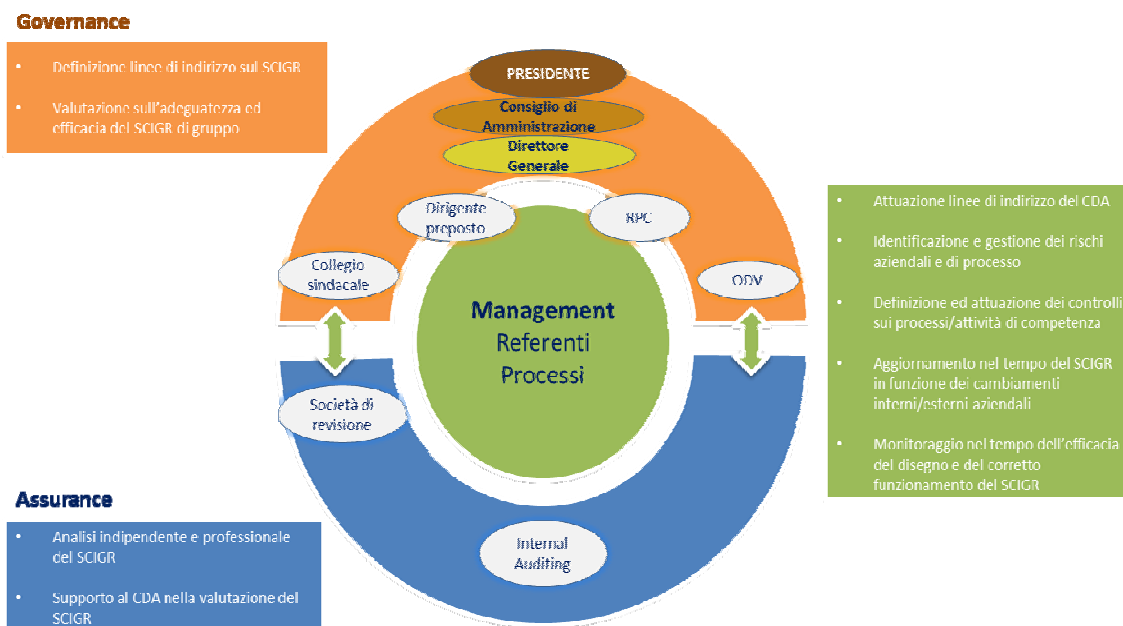 Governance
• Definizione linee di indirizzo sul SCIGR
• Valutazione sull'adeguatezza ed
efficacia del SCIGR di gruppo
PRESIDENTE
Consiglio di
Amministrazione
Direttore
Generale
Dirigente
preposto
RPC
Collegio
sindacale
ODV
Management
Referenti
Processi
Società di
revisione
Internal
Auditing
• Attuazione linee di indirizzo del CDA
• Identificazione e gestione dei rischi
aziendali e di processo
• Definizione ed attuazione dei controlli
sui processi/attività di competenza
• Aggiornamento nel tempo del SCIGR
in funzione dei cambiamenti
interni/esterni aziendali
• Monitoraggio nel tempo dell'efficacia
del disegno e del corretto
funzionamento del SCIGR
Assurance
• Analisi indipendente e professionale
del SCIGR
• Supporto al CDA nella valutazione del
SCIGR